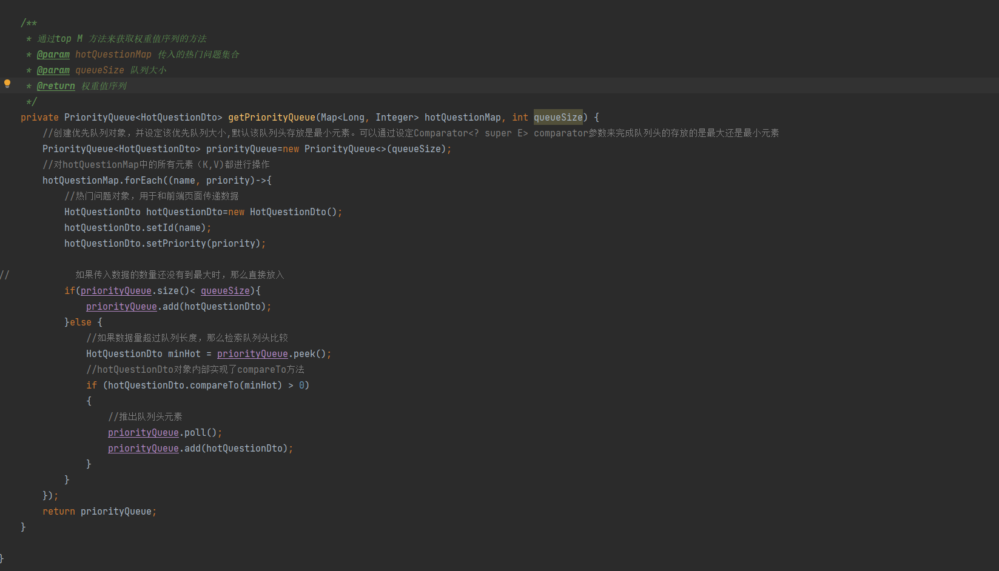 /**
 * 通过top M 方法来获取权重值序列的方法
 * @param hotQuestionMap 传入的热门问题集合
 * @param queueSize 队列大小
 * @return 权重值序列
 */
private PriorityQueue<HotQuestionDto> getPriorityQueue(Map<Long, Integer> hotQuestionMap, int queueSize) {
    //创建优先队列对象，并设定该优先队列大小,默认该队列头存放是最小元素。可以通过设定Comparator<? super E> comparator参数来完成队列头的存放的是最大还是最小元素
    PriorityQueue<HotQuestionDto> priorityQueue=new PriorityQueue<>(queueSize);
    //对hotQuestionMap中的所有元素（K,V)都进行操作
    hotQuestionMap.forEach((name, priority)->{
        //热门问题对象，用于和前端页面传递数据
        HotQuestionDto hotQuestionDto=new HotQuestionDto();
        hotQuestionDto.setId(name);
        hotQuestionDto.setPriority(priority);
//            如果传入数据的数量还没有到最大时，那么直接放入
        if(priorityQueue.size()< queueSize){
            priorityQueue.add(hotQuestionDto);
        }else {
            //如果数据量超过队列长度，那么检索队列头比较
            HotQuestionDto minHot = priorityQueue.peek();
            //hotQuestionDto对象内部实现了compareTo方法
            if (hotQuestionDto.compareTo(minHot) > 0)
            {
                //推出队列头元素
                priorityQueue.poll();
                priorityQueue.add(hotQuestionDto);
            }
        }
    });
    return priorityQueue;
}
}